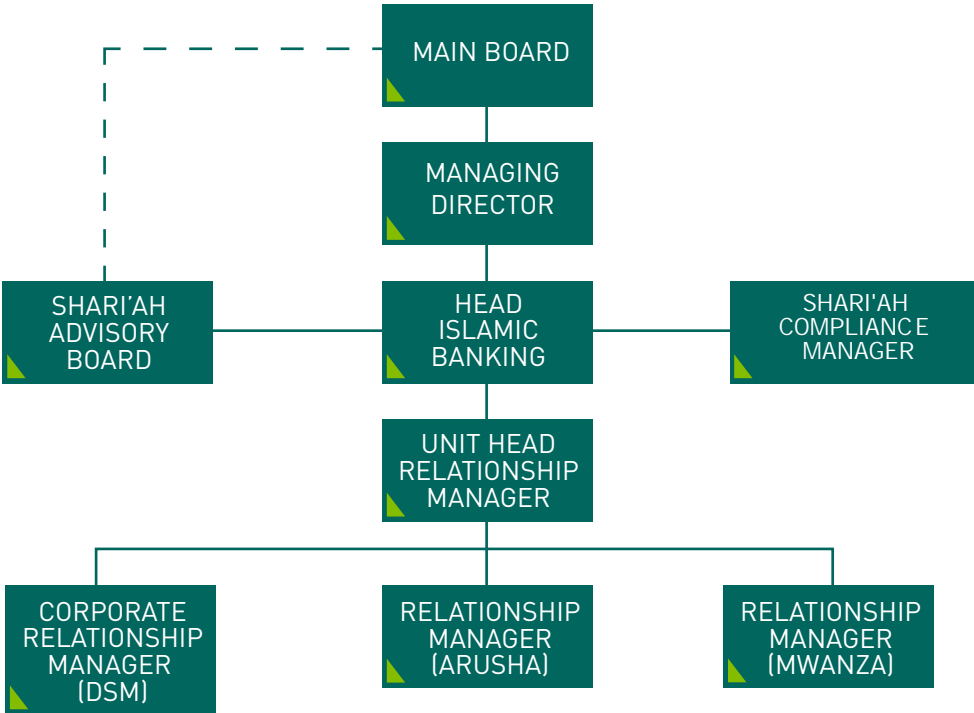 MAIN BOARD
MANAGING
DIRECTOR
SHARI'AH
ADVISORY
BOARD
HEAD
ISLAMIC
BANKING
SHARI'AH
COMPLIANCE
MANAGER
UNIT HEAD
RELATIONSHIP
MANAGER
CORPORATE
RELATIONSHIP
MANAGER
(DSM)
RELATIONSHIP
MANAGER
(ARUSHA)
RELATIONSHIP
MANAGER
(MWANZA)